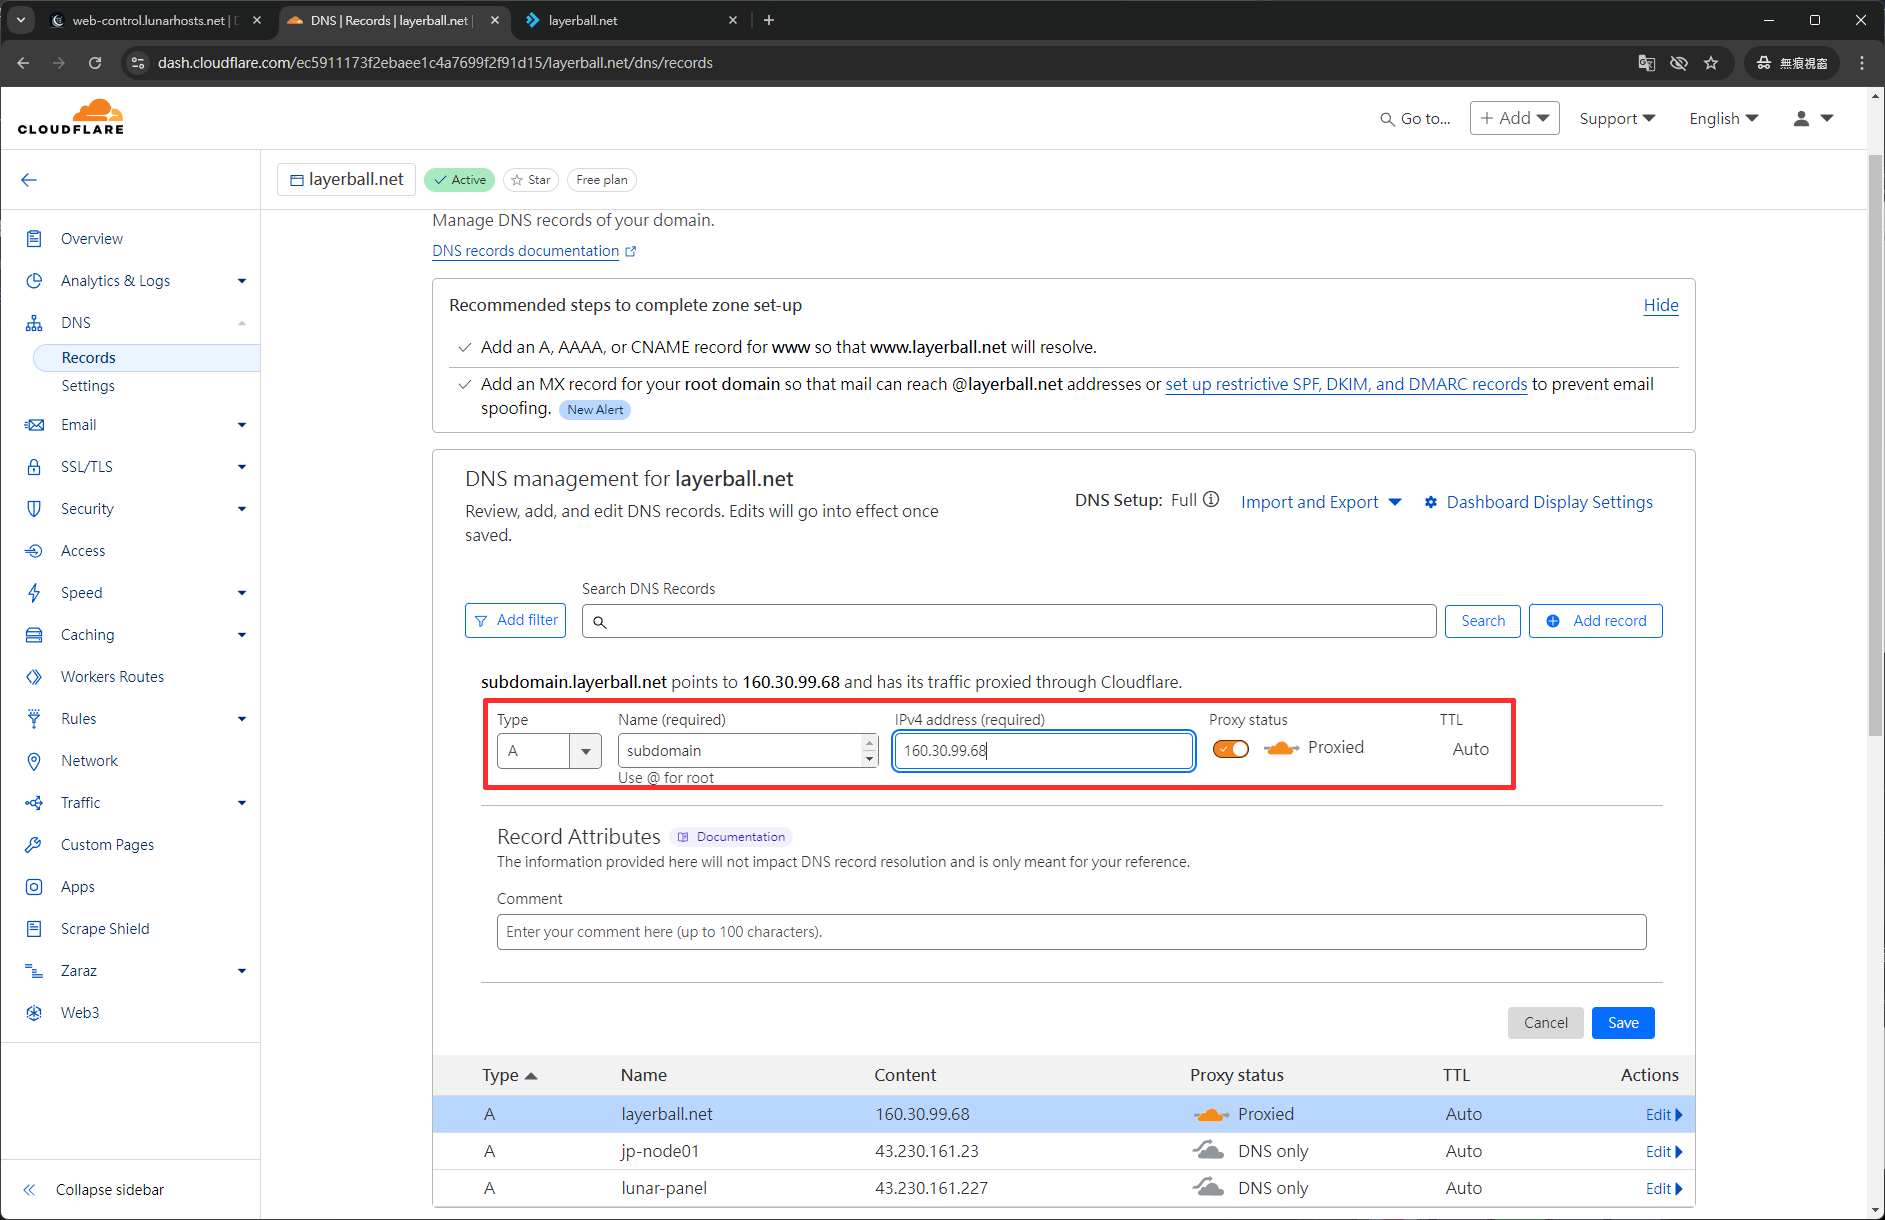 web-control.lunarhosts.net | D
DNS | Records | layerball.net |
layerball.net
dash.cloudflare.com/ec5911173f2ebaee1c4a7699f2f91d15/layerball.net/dns/records
無痕視窗
CLOUDFLARE
Go to...
Add
Support
English
layerball.net
Active
Star
Free plan
Overview
Analytics & Logs
DNS
Records
Settings
Email
SSL/TLS
Security
Access
Speed
Caching
Workers Routes
Rules
Network
Traffic
Custom Pages
Apps
Scrape Shield
Zaraz
Web3
Collapse sidebar
Manage DNS records of your domain.
DNS records documentation
Recommended steps to complete zone set-up
Hide
Add an A, AAAA, or CNAME record for www so that www.layerball.net will resolve.
Add an MX record for your root domain so that mail can reach @layerball.net addresses or set up restrictive SPF, DKIM, and DMARC records to prevent email
spoofing. New Alert
DNS management for layerball.net
Review, add, and edit DNS records. Edits will go into effect once
saved.
DNS Setup: Full
Import and Export
Dashboard Display Settings
Search DNS Records
Add filter
Search
Add record
subdomain.layerball.net points to 160.30.99.68 and has its traffic proxied through Cloudflare.
Type Name (required) IPv4 address (required) Proxy status TTL
A subdomain 160.30.99.68 Proxied Auto
Use @ for root
Record Attributes Documentation
The information provided here will not impact DNS record resolution and is only meant for your reference.
Comment
Enter your comment here (up to 100 characters).
Cancel
Save
Type Name Content Proxy status TTL Actions
A layerball.net 160.30.99.68 Proxied Auto Edit
A jp-node01 43.230.161.23 DNS only Auto Edit
A lunar-panel 43.230.161.227 DNS only Auto Edit